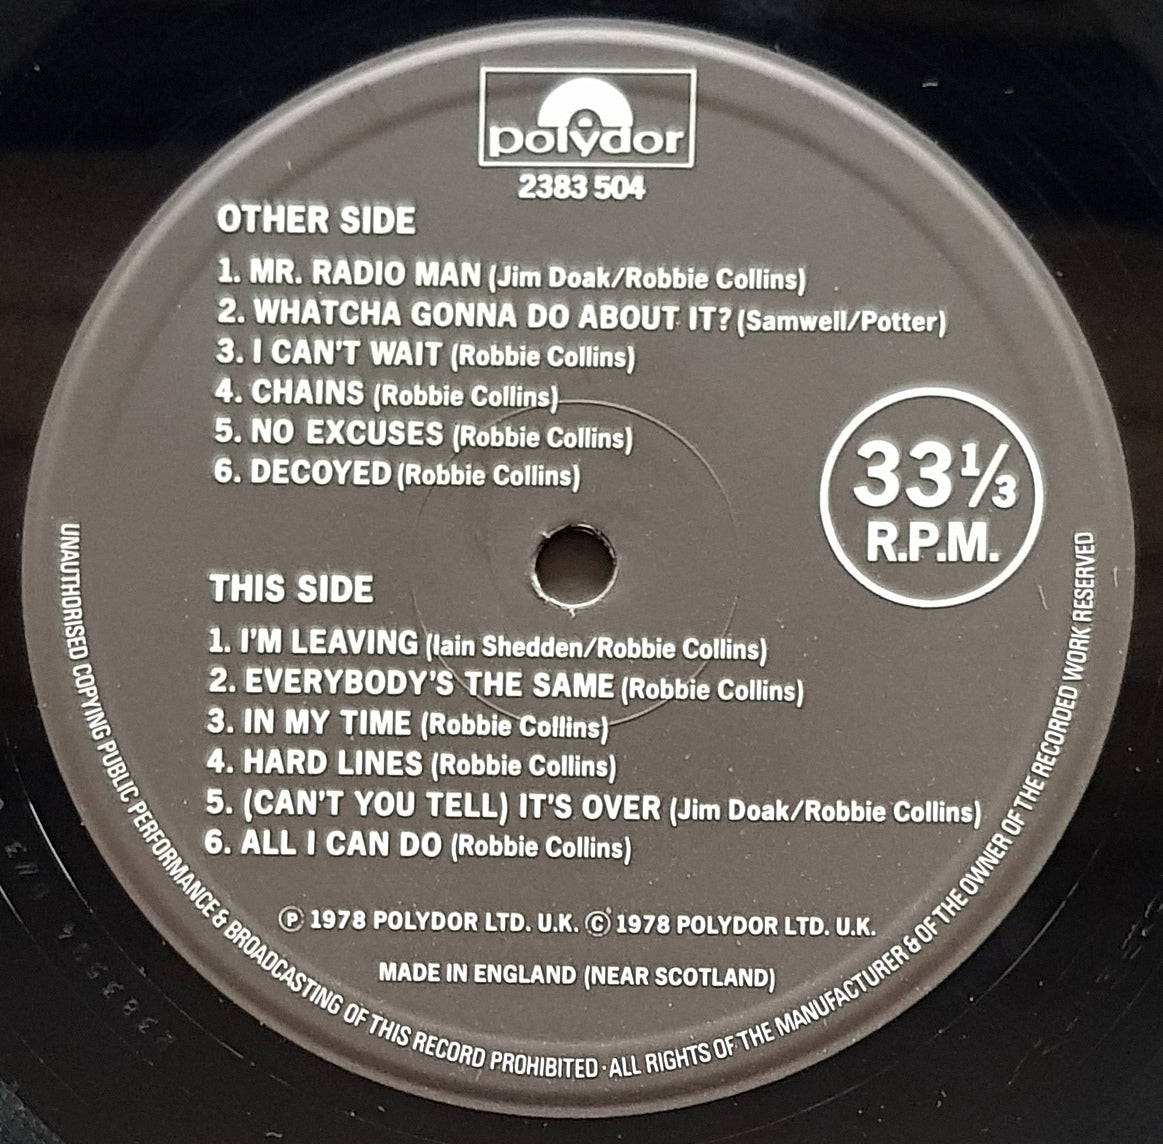 polydor
2383 504
OTHER SIDE
1. MR. RADIO MAN (Jim Doak/Robbie Collins)
2. WHATCHA GONNA DO ABOUT IT? (Samwell/Potter)
3. I CAN'T WAIT (Robbie Collins)
4. CHAINS (Robbie Collins)
5. NO EXCUSES (Robbie Collins)
6. DECOYED (Robbie Collins)
33⅓
R.P.M.
THIS SIDE
1. I'M LEAVING (Iain Shedden/Robbie Collins)
2. EVERYBODY'S THE SAME (Robbie Collins)
3. IN MY TIME (Robbie Collins)
4. HARD LINES (Robbie Collins)
5. (CAN'T YOU TELL) IT'S OVER (Jim Doak/Robbie Collins)
6. ALL I CAN DO (Robbie Collins)
Ⓟ 1978 POLYDOR LTD. U.K. © 1978 POLYDOR LTD. U.K.
MADE IN ENGLAND (NEAR SCOTLAND)
UNAUTHORISED COPYING PUBLIC PERFORMANCE & BROADCASTING OF THIS RECORD PROHIBITED · ALL RIGHTS OF THE MANUFACTURER & OF THE OWNER OF THE RECORDED WORK RESERVED